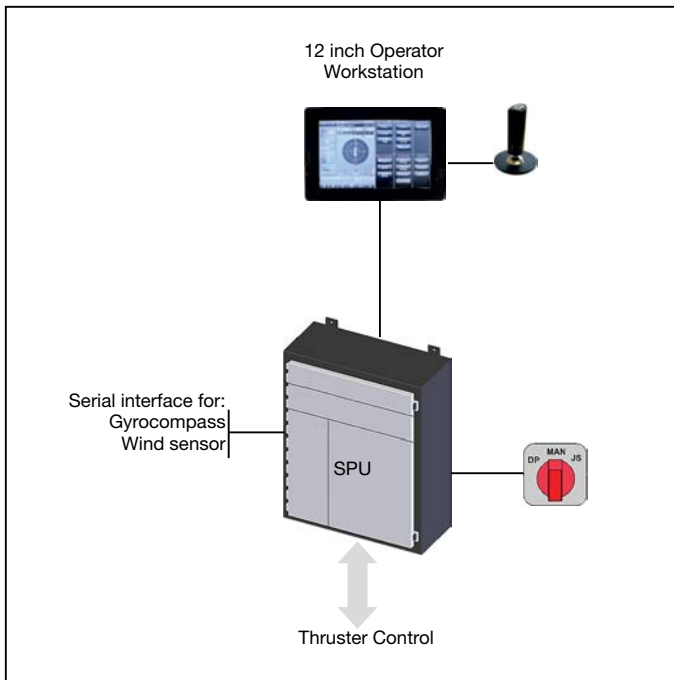 12 inch Operator
Workstation
Serial interface for:
Gyrocompass
Wind sensor
SPU
DP MAN JS
Thruster Control